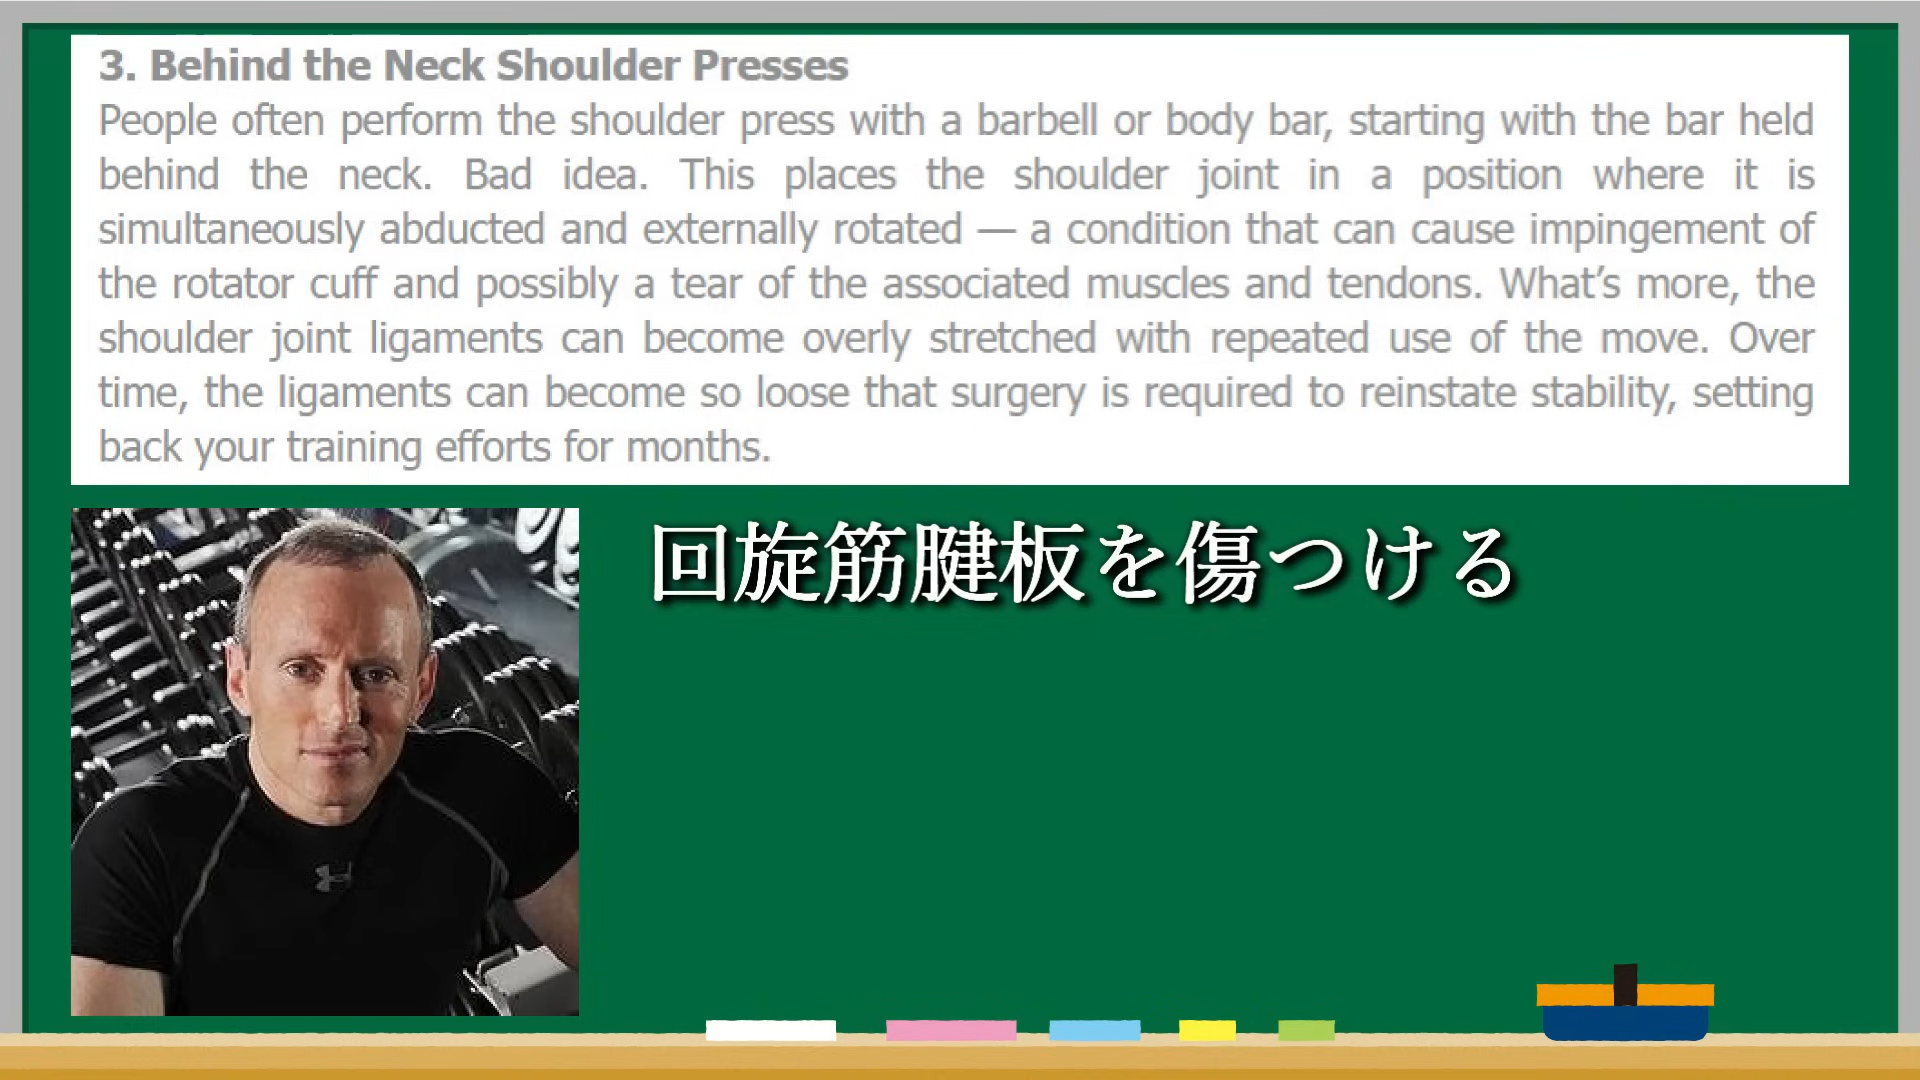 3. Behind the Neck Shoulder Presses
People often perform the shoulder press with a barbell or body bar, starting with the bar held
behind the neck. Bad idea. This places the shoulder joint in a position where it is
simultaneously abducted and externally rotated — a condition that can cause impingement of
the rotator cuff and possibly a tear of the associated muscles and tendons. What’s more, the
shoulder joint ligaments can become overly stretched with repeated use of the move. Over
time, the ligaments can become so loose that surgery is required to reinstate stability, setting
back your training efforts for months.
回旋筋腱板を傷つける